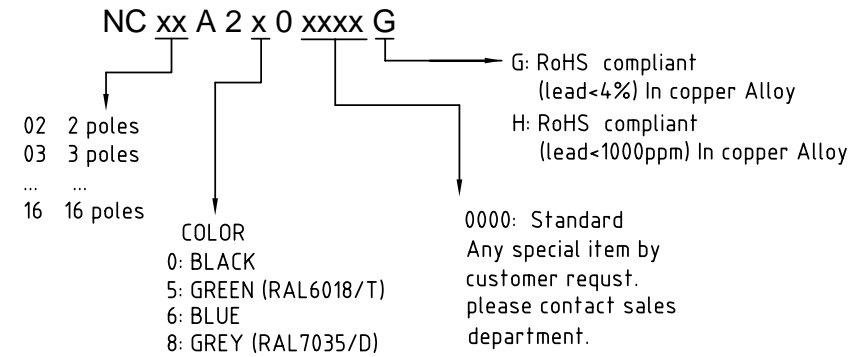 NC xx A 2 x 0 xxxx G
G: RoHS compliant
(lead<4%) In copper Alloy
H: RoHS compliant
(lead<1000ppm) In copper Alloy
02 2 poles
03 3 poles
... ...
16 16 poles
COLOR
0: BLACK
5: GREEN (RAL6018/T)
6: BLUE
8: GREY (RAL7035/D)
0000: Standard
Any special item by
customer requst.
please contact sales
department.